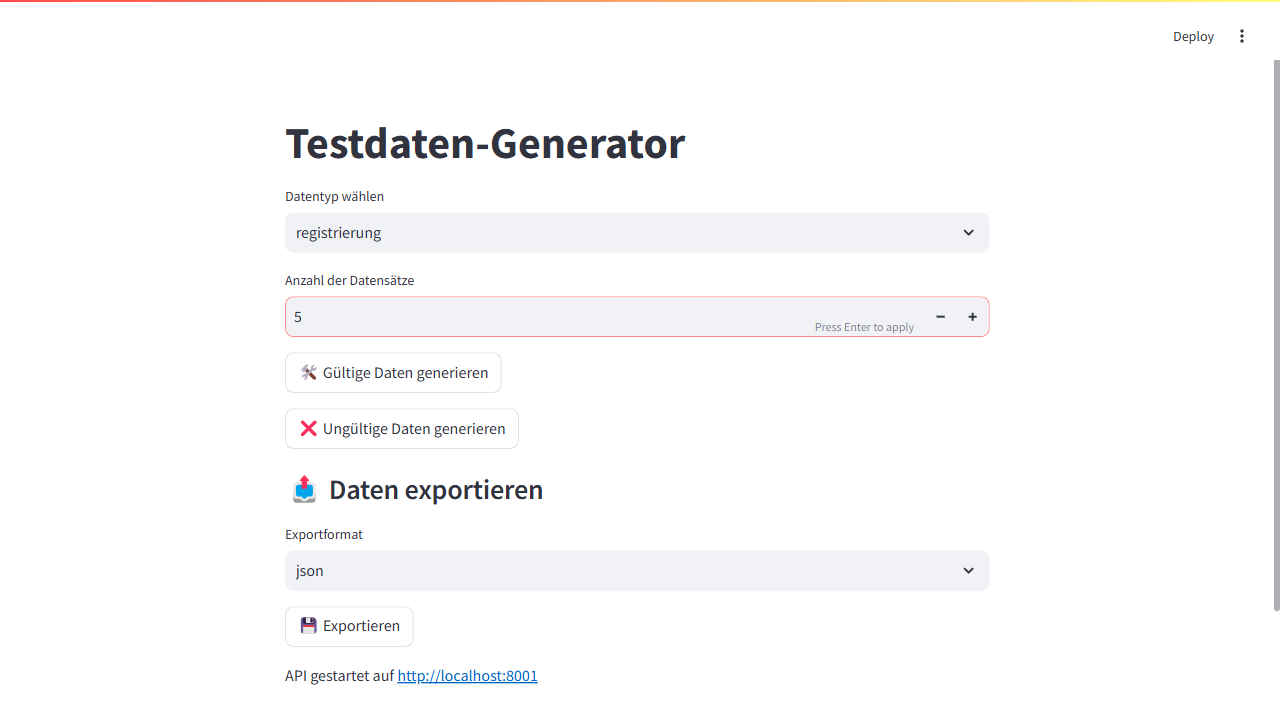 Deploy
Testdaten-Generator
Datentyp wählen
registrierung
Anzahl der Datensätze
5
Press Enter to apply
Gültige Daten generieren
Ungültige Daten generieren
Daten exportieren
Exportformat
json
Exportieren
API gestartet auf http://localhost:8001